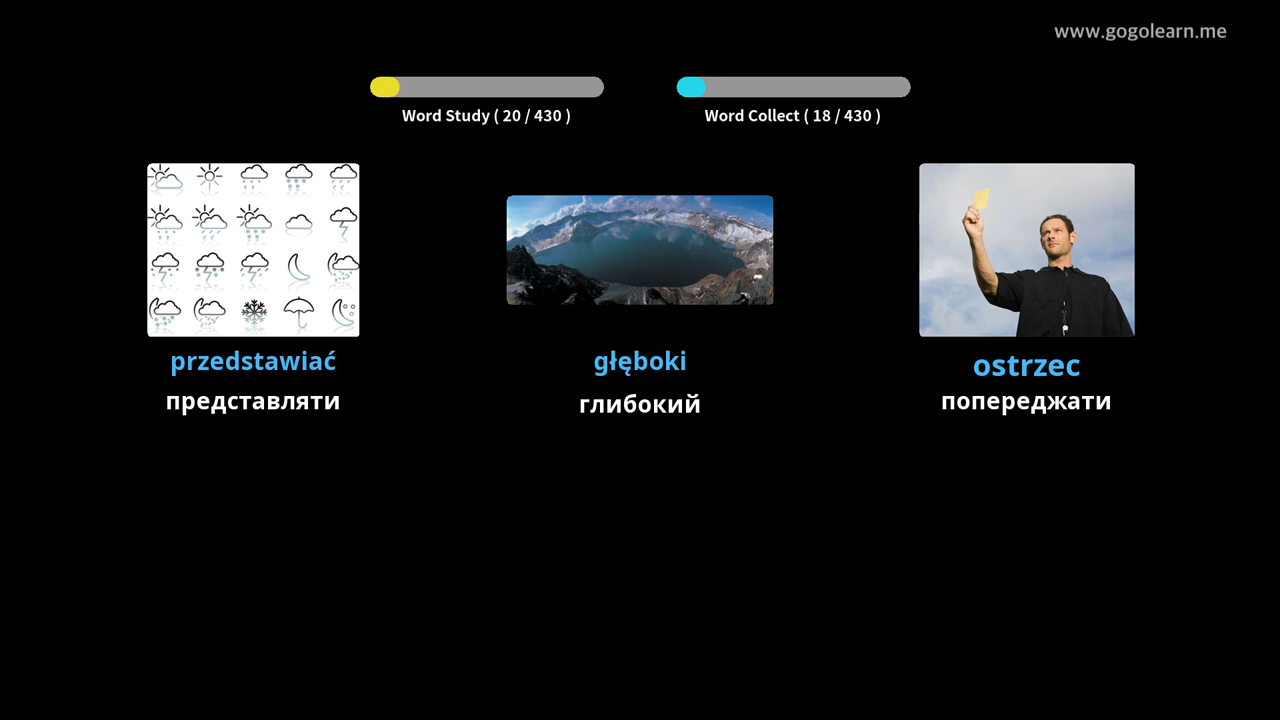 www.gogolearn.me
Word Study ( 20 / 430 )
Word Collect ( 18 / 430 )
przedstawiać
представляти
głęboki
глибокий
ostrzec
попереджати